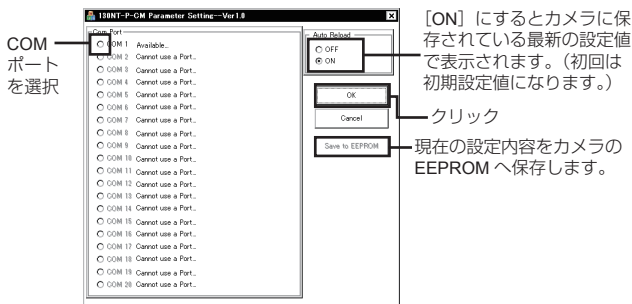 130NT-P-CM Parameter Setting--Ver1.0
Com Port
COM 1 Available...
COM 2 Cannot use a Port...
COM 3 Cannot use a Port...
COM 4 Cannot use a Port...
COM 5 Cannot use a Port...
COM 6 Cannot use a Port...
COM 7 Cannot use a Port...
COM 8 Cannot use a Port...
COM 9 Cannot use a Port...
COM 10 Cannot use a Port...
COM 11 Cannot use a Port...
COM 12 Cannot use a Port...
COM 13 Cannot use a Port...
COM 14 Cannot use a Port...
COM 15 Cannot use a Port...
COM 16 Cannot use a Port...
COM 17 Cannot use a Port...
COM 18 Cannot use a Port...
COM 19 Cannot use a Port...
COM 20 Cannot use a Port...
Auto Reload
OFF
ON
OK
Cancel
Save to EEPROM
COM
ポート
を選択
［ON］にするとカメラに保
存されている最新の設定値
で表示されます。（初回は
初期設定値になります。）
クリック
現在の設定内容をカメラの
EEPROM へ保存します。